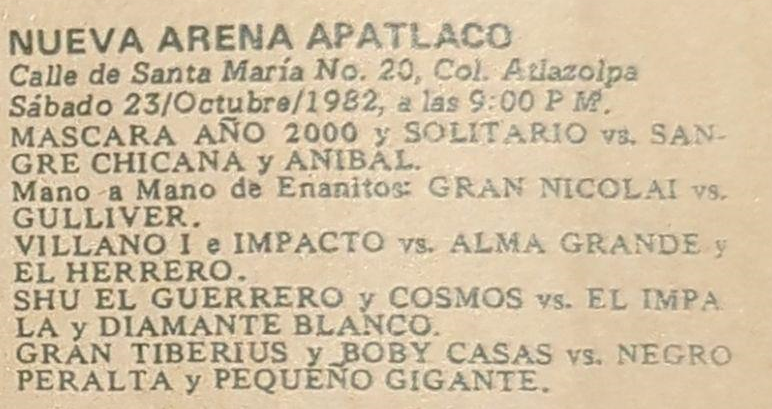 NUEVA ARENA APATLACO
Calle de Santa María No. 20, Col. Atlazolpa
Sábado 23/Octubre/1982, a las 9:00 P M.
MASCARA AÑO 2000 y SOLITARIO vs. SAN-
GRE CHICANA y ANIBAL.
Mano a Mano de Enanitos: GRAN NICOLAI vs.
GULLIVER.
VILLANO I e IMPACTO vs. ALMA GRANDE y
EL HERRERO.
SHU EL GUERRERO y COSMOS vs. EL IMPA
LA y DIAMANTE BLANCO.
GRAN TIBERIUS y BOBY CASAS vs. NEGRO
PERALTA y PEQUEÑO GIGANTE.